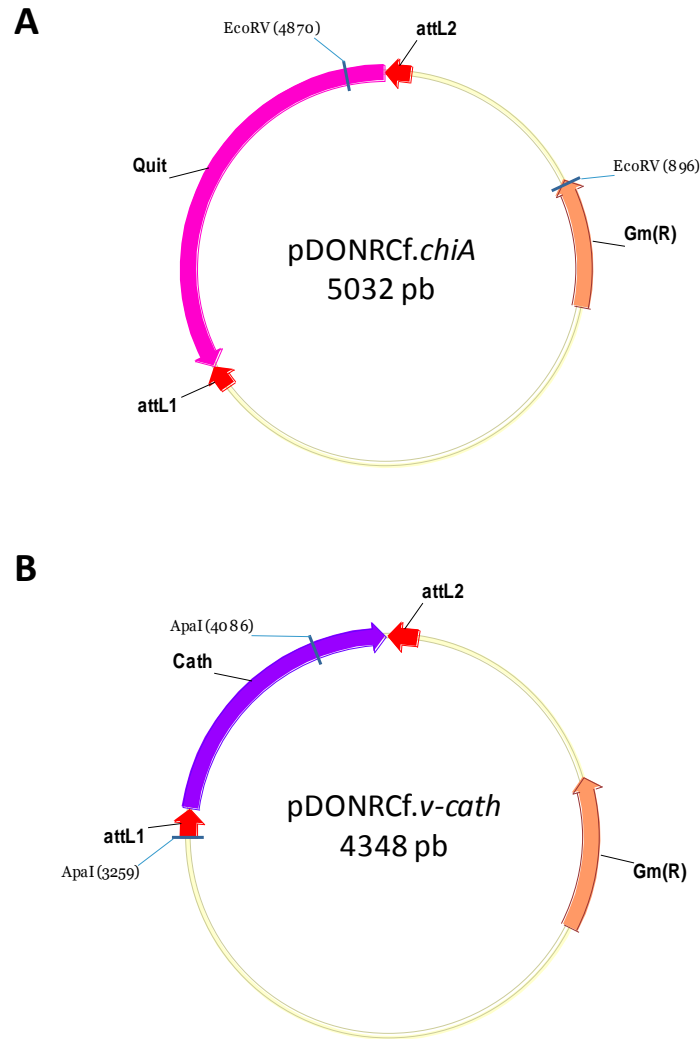 A
EcoRV (4870)
attL2
Quit
EcoRV (896)
Gm(R)
pDONRCf.chiA
5032 pb
attL1
B
ApaI (4086)
attL2
Cath
pDONRCf.v-cath
4348 pb
attL1
ApaI (3259)
Gm(R)